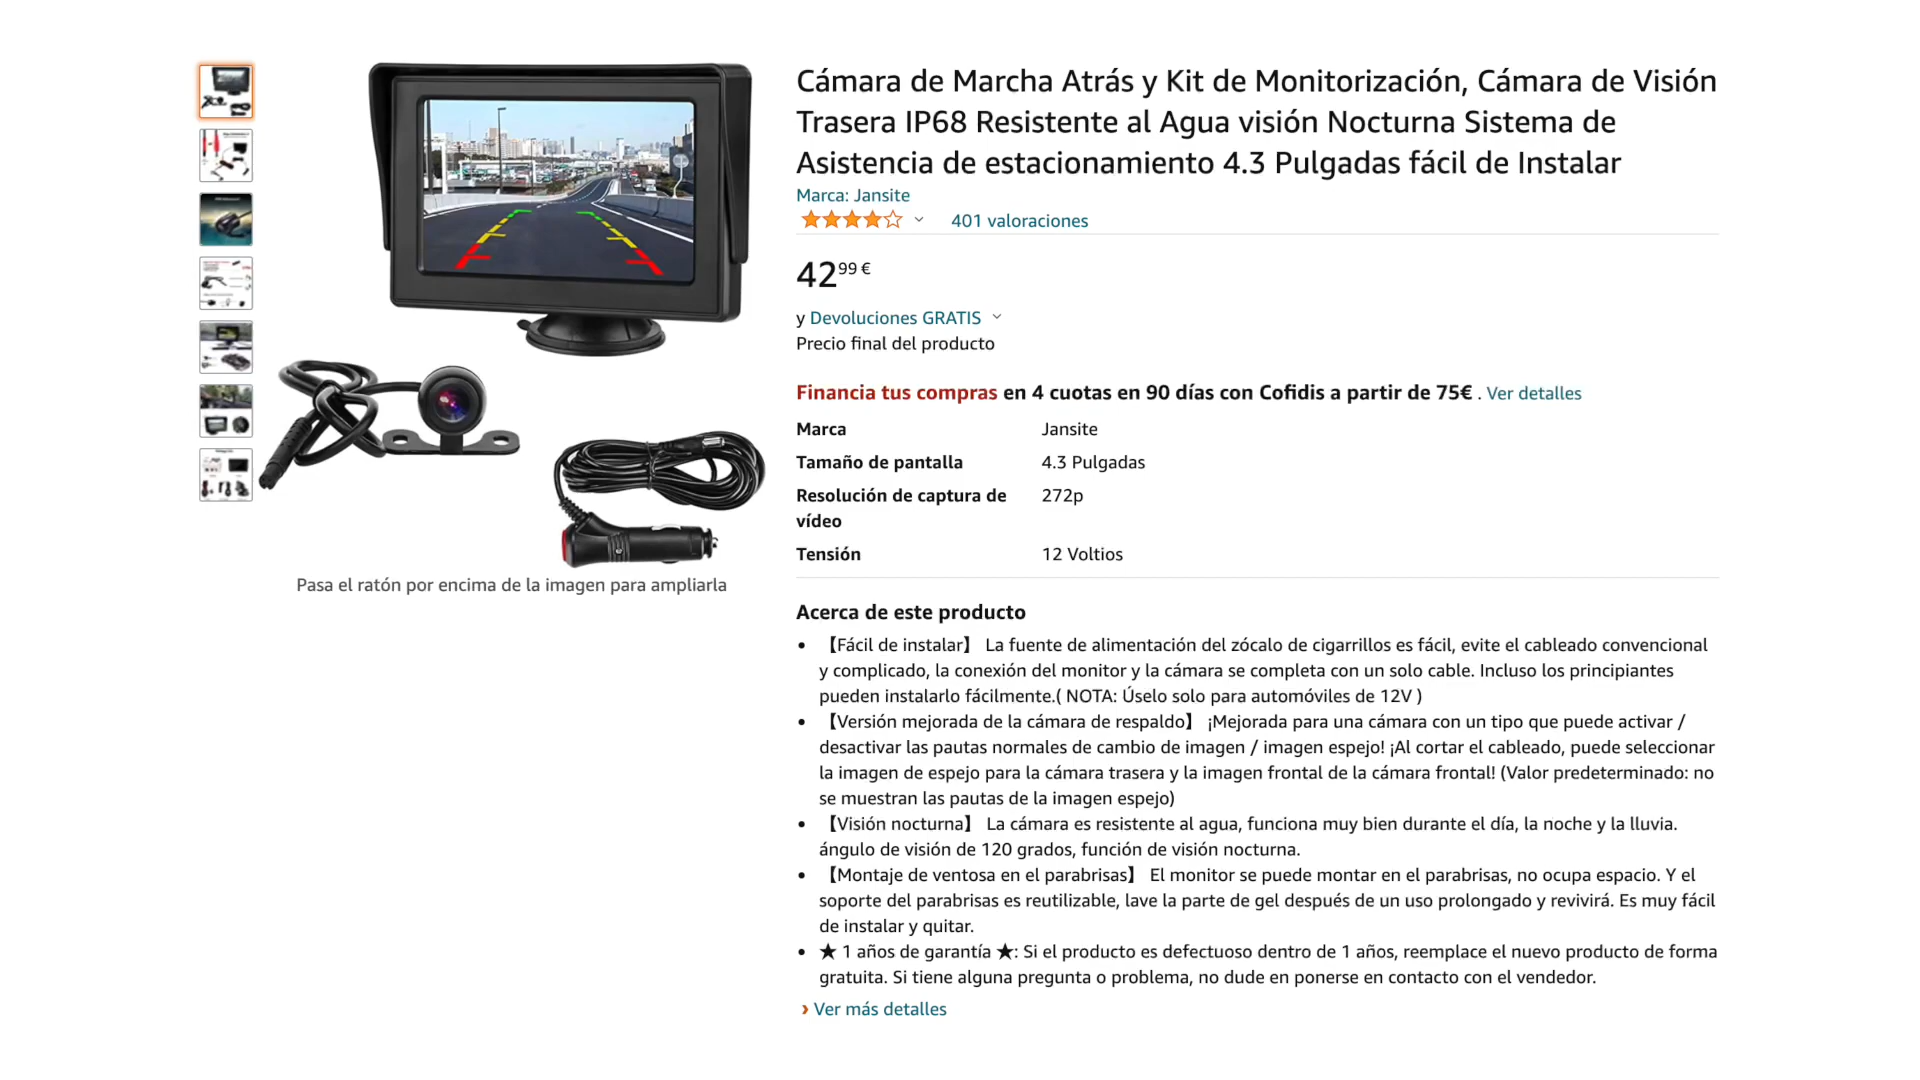 Cámara de Marcha Atrás y Kit de Monitorización, Cámara de Visión
Trasera IP68 Resistente al Agua visión Nocturna Sistema de
Asistencia de estacionamiento 4.3 Pulgadas fácil de Instalar
Marca: Jansite
401 valoraciones
42 99 €
y Devoluciones GRATIS
Precio final del producto
Financia tus compras en 4 cuotas en 90 días con Cofidis a partir de 75€ . Ver detalles
Marca Jansite
Tamaño de pantalla 4.3 Pulgadas
Resolución de captura de 272p
vídeo
Tensión 12 Voltios
Pasa el ratón por encima de la imagen para ampliarla
Acerca de este producto
• 【Fácil de instalar】 La fuente de alimentación del zócalo de cigarrillos es fácil, evite el cableado convencional
y complicado, la conexión del monitor y la cámara se completa con un solo cable. Incluso los principiantes
pueden instalarlo fácilmente.( NOTA: Úselo solo para automóviles de 12V )
• 【Versión mejorada de la cámara de respaldo】 ¡Mejorada para una cámara con un tipo que puede activar /
desactivar las pautas normales de cambio de imagen / imagen espejo! ¡Al cortar el cableado, puede seleccionar
la imagen de espejo para la cámara trasera y la imagen frontal de la cámara frontal! (Valor predeterminado: no
se muestran las pautas de la imagen espejo)
• 【Visión nocturna】 La cámara es resistente al agua, funciona muy bien durante el día, la noche y la lluvia.
ángulo de visión de 120 grados, función de visión nocturna.
• 【Montaje de ventosa en el parabrisas】 El monitor se puede montar en el parabrisas, no ocupa espacio. Y el
soporte del parabrisas es reutilizable, lave la parte de gel después de un uso prolongado y revivirá. Es muy fácil
de instalar y quitar.
• ★ 1 años de garantía ★: Si el producto es defectuoso dentro de 1 años, reemplace el nuevo producto de forma
gratuita. Si tiene alguna pregunta o problema, no dude en ponerse en contacto con el vendedor.
› Ver más detalles